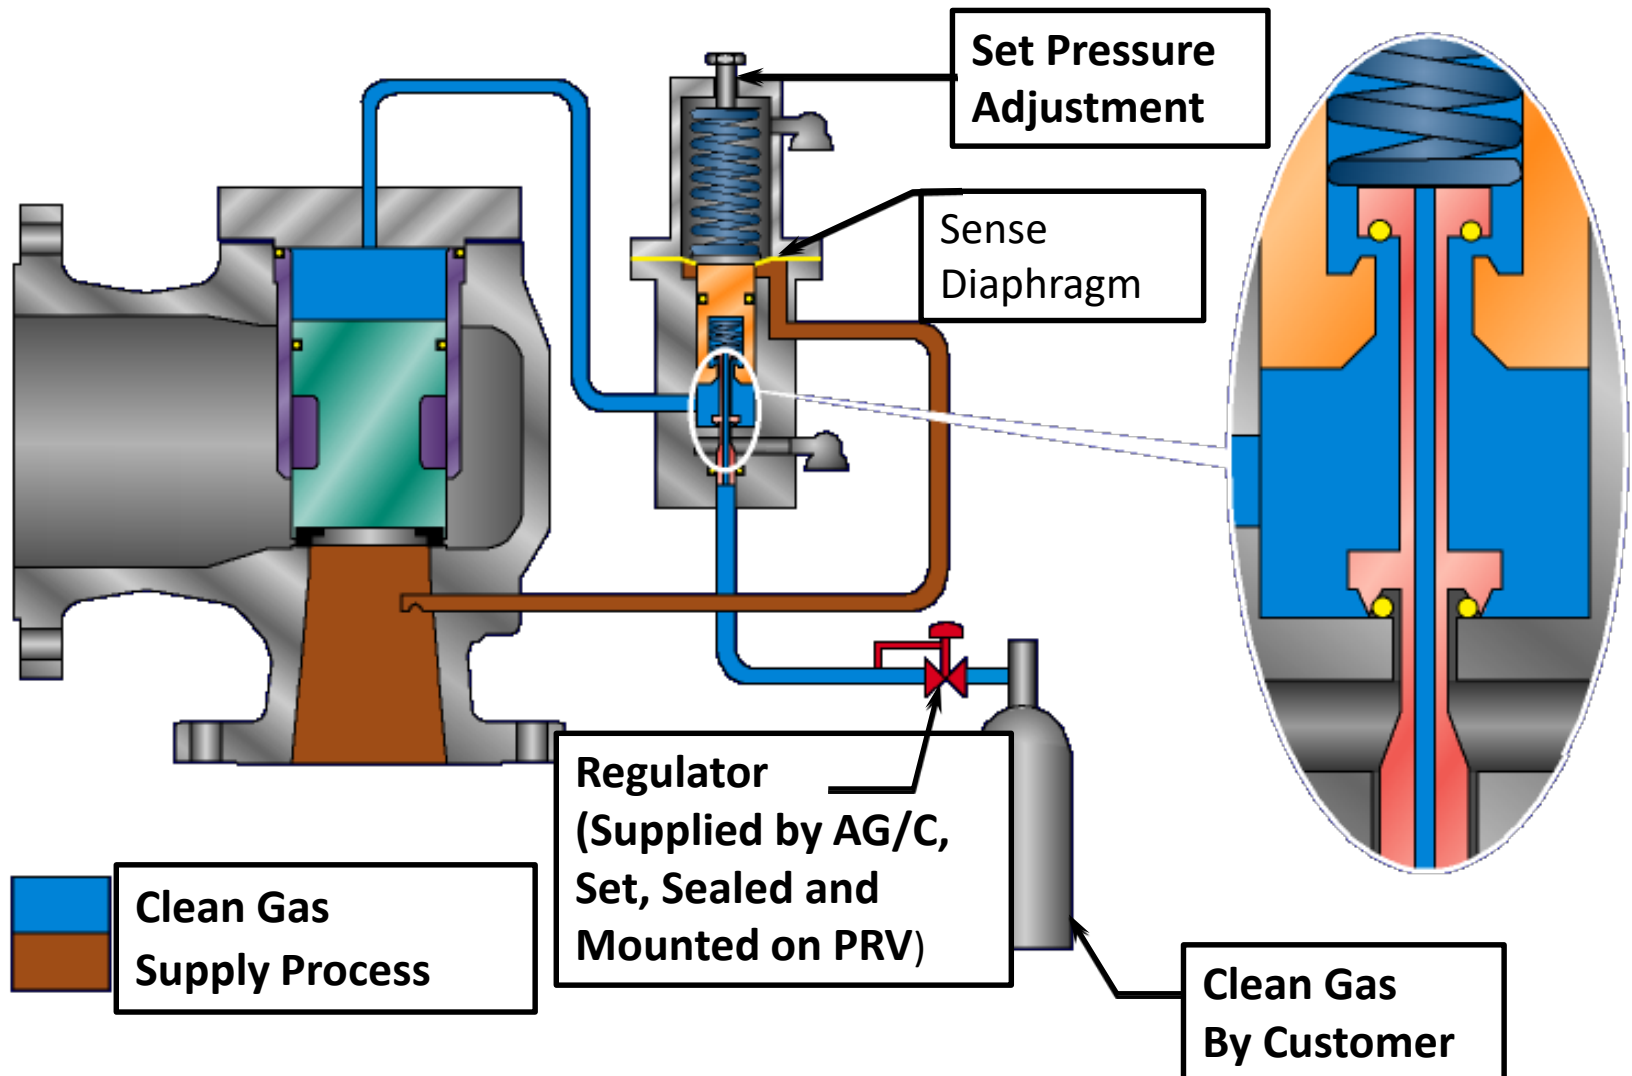 Set Pressure
Adjustment
Sense
Diaphragm
Regulator
(Supplied by AG/C,
Set, Sealed and
Mounted on PRV)
Clean Gas
Supply Process
Clean Gas
By Customer